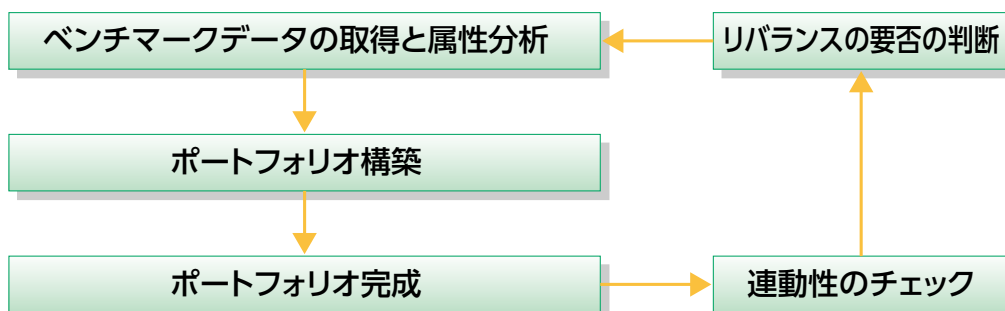 ベンチマークデータの取得と属性分析
リバランスの要否の判断
ポートフォリオ構築
ポートフォリオ完成
連動性のチェック